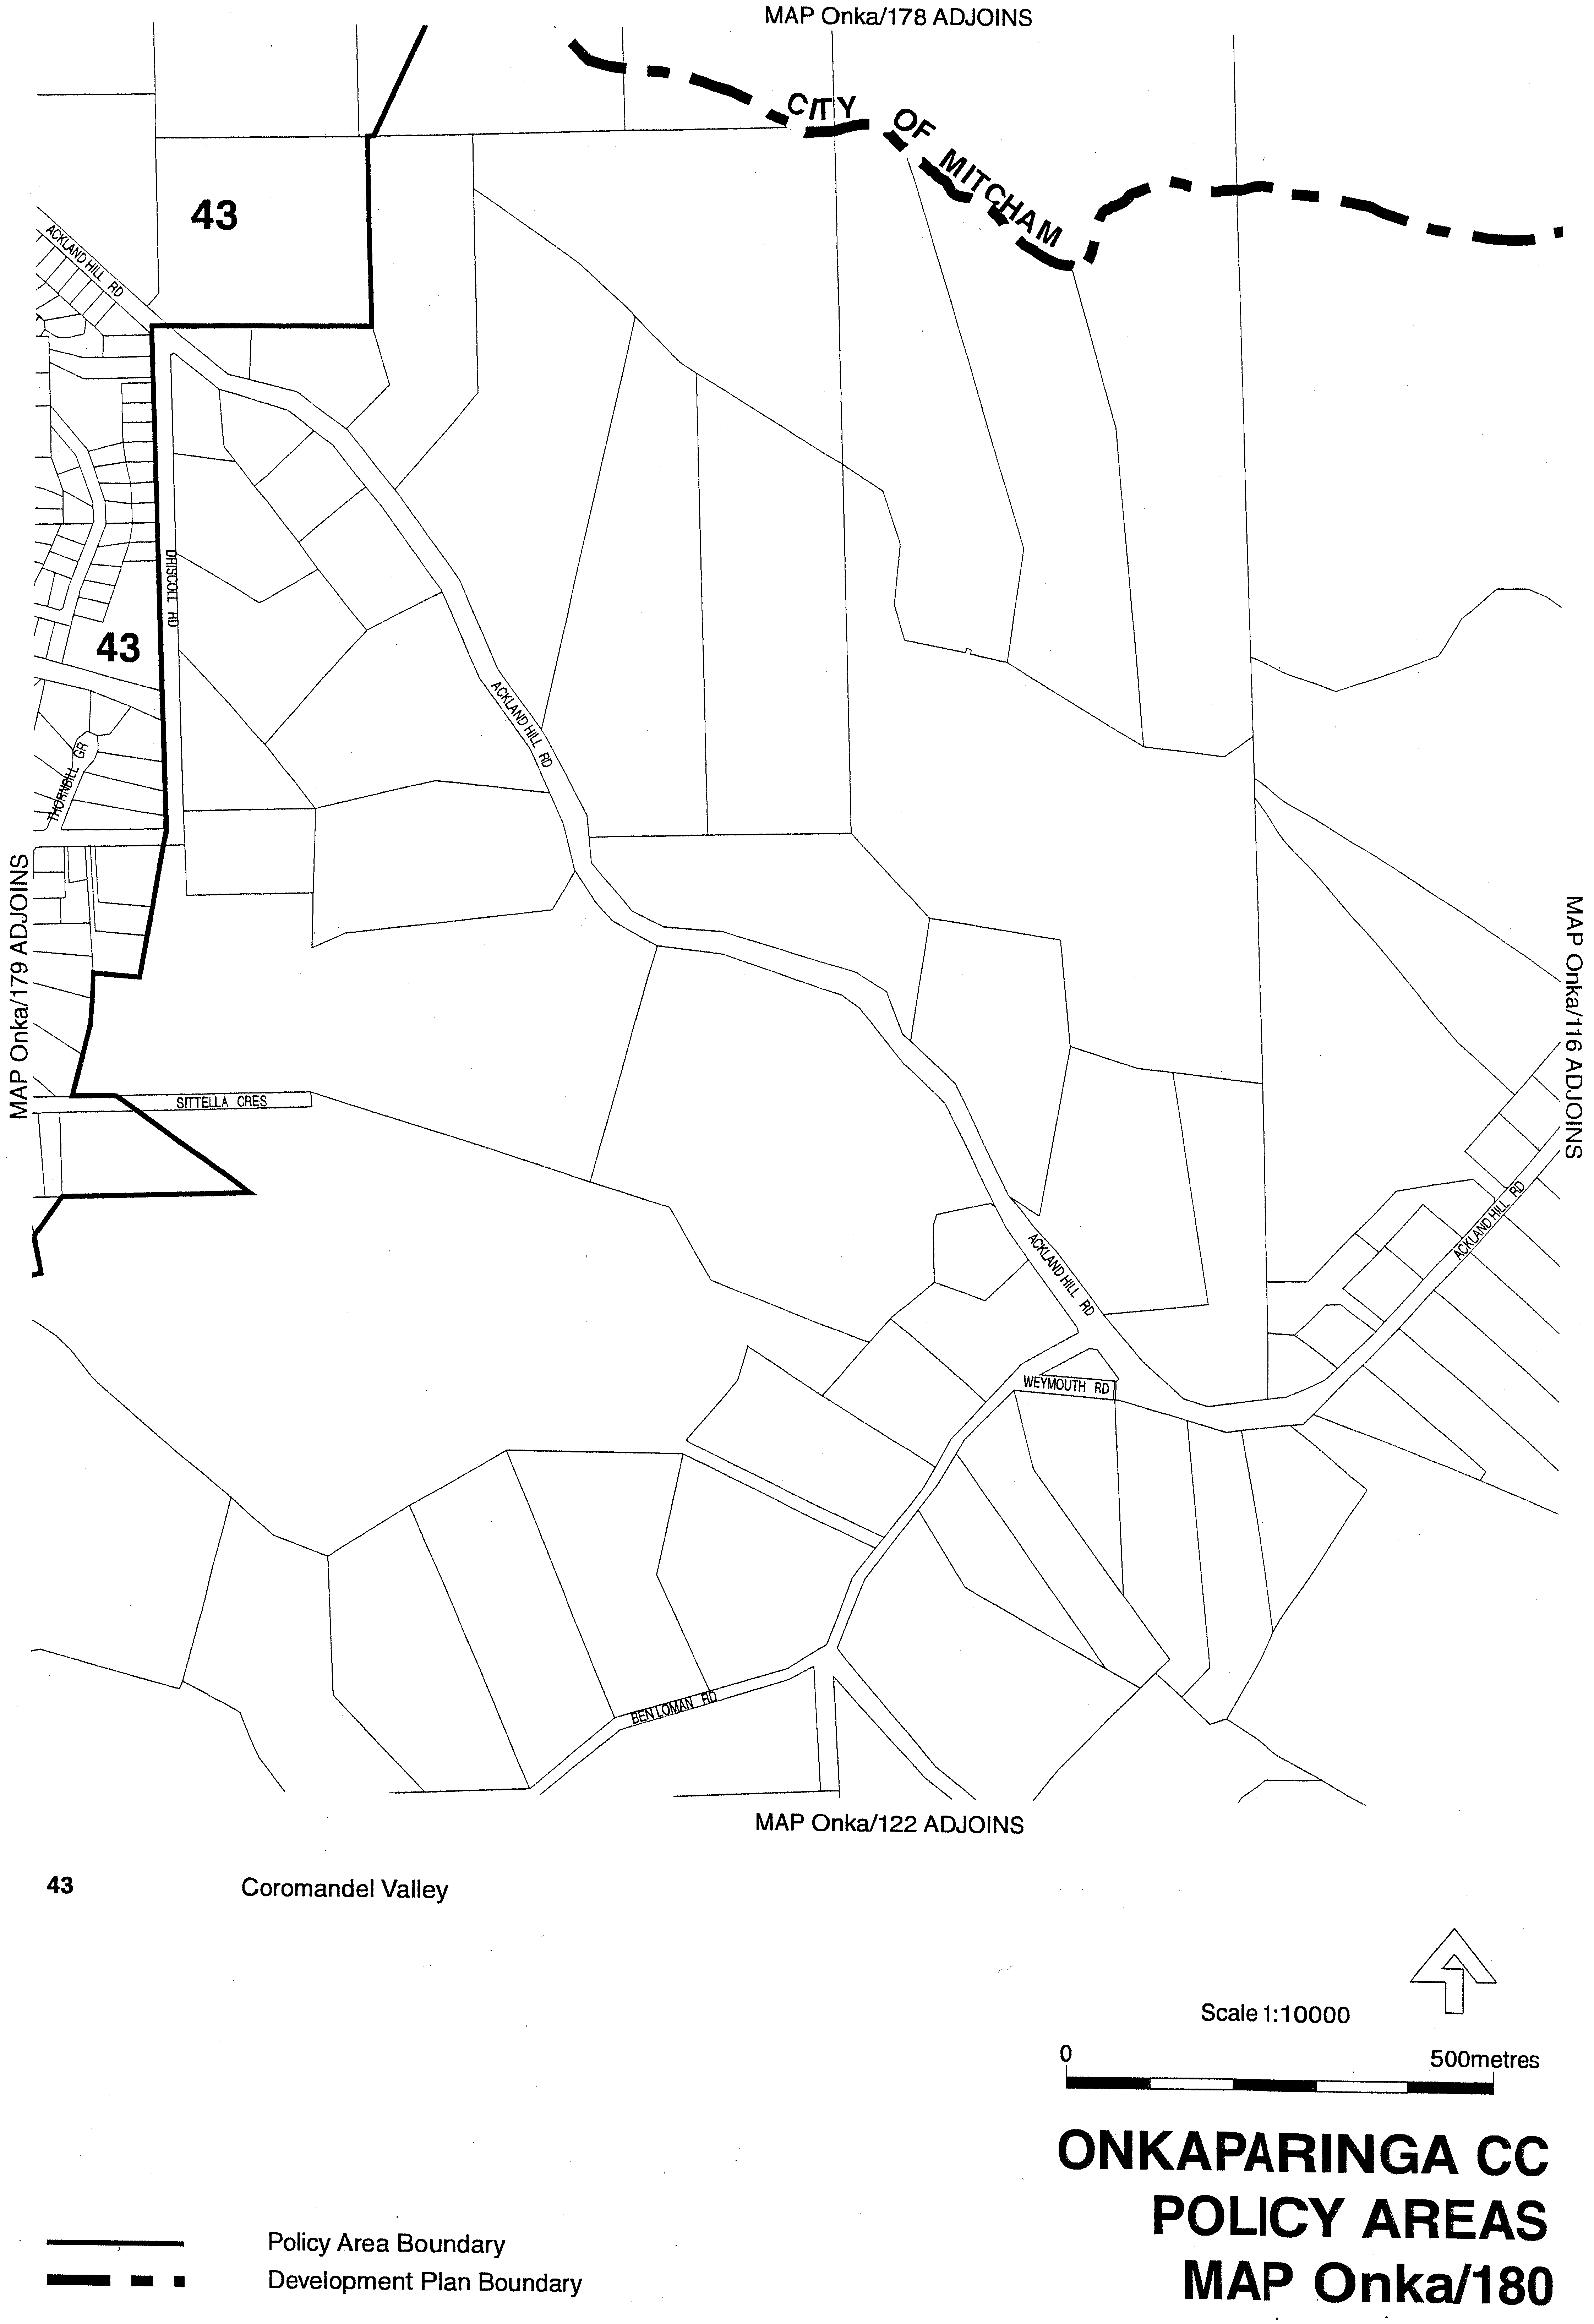 MAP Onka/178 ADJOINS
CITY OF MITCHAM
43
ACKLAND HILL RD
DRISCOLL RD
43
ACKLAND HILL RD
THORNBILL GR
MAP Onka/179 ADJOINS
MAP Onka/116 ADJOINS
SITTELLA CRES
ACKLAND HILL RD
ACKLAND HILL RD
WEYMOUTH RD
BEN LOMAN RD
MAP Onka/122 ADJOINS
43 Coromandel Valley
Scale 1:10000
0 500metres
ONKAPARINGA CC
POLICY AREAS
MAP Onka/180
Policy Area Boundary
Development Plan Boundary